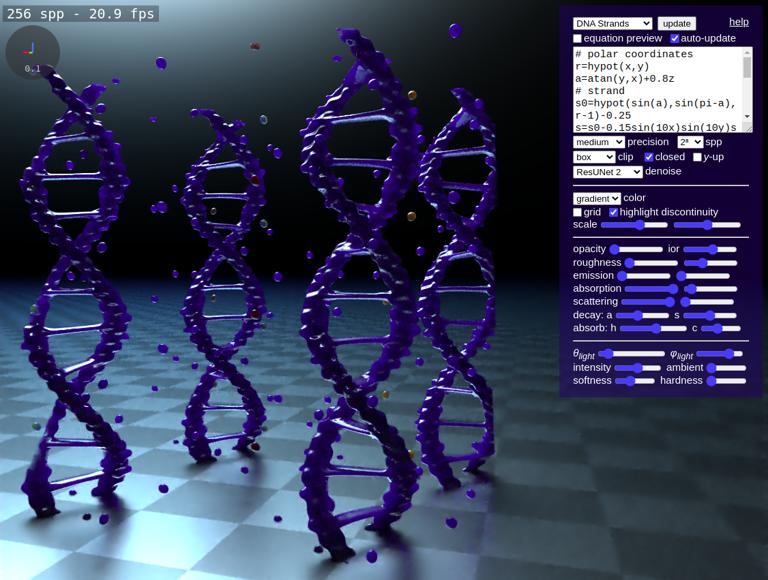 256 spp - 20.9 fps
0.1
DNA Strands update help
equation preview auto-update
# polar coordinates
r=hypot(x,y)
a=atan(y,x)+0.8z
# strand
s0=hypot(sin(a),sin(pi-a),
r-1)-0.25
s=s0-0.15sin(10x)sin(10y)s
medium precision 2⁸ spp
box clip closed y-up
ResUNet 2 denoise
gradient color
grid highlight discontinuity
scale
opacity ior
roughness
emission
absorption
scattering
decay: a s
absorb: h c
θlight φlight
intensity ambient
softness hardness